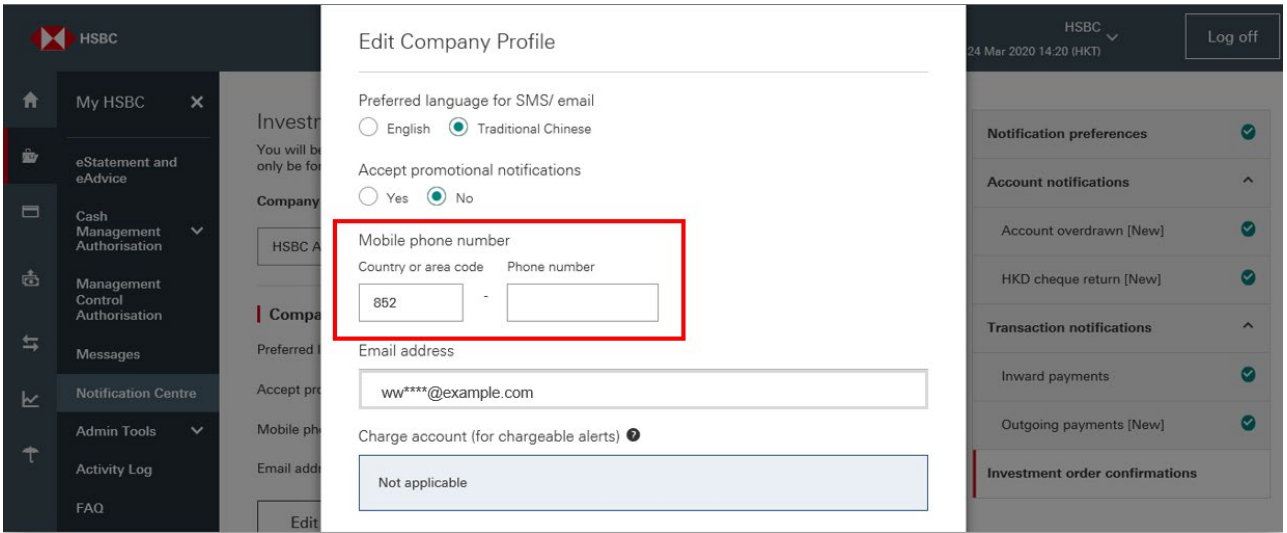 HSBC
HSBC
24 Mar 2020 14:20 (HKT)
Log off
My HSBC
eStatement and
eAdvice
Cash
Management
Authorisation
Management
Control
Authorisation
Messages
Notification Centre
Admin Tools
Activity Log
FAQ
Investr
You will be
only be for
Company
HSBC A
Compa
Preferred l
Accept pro
Mobile pho
Email addr
Edit
Edit Company Profile
Preferred language for SMS/ email
English Traditional Chinese
Accept promotional notifications
Yes No
Mobile phone number
Country or area code Phone number
852 -
Email address
ww****@example.com
Charge account (for chargeable alerts) ?
Not applicable
Notification preferences
Account notifications
Account overdrawn [New]
HKD cheque return [New]
Transaction notifications
Inward payments
Outgoing payments [New]
Investment order confirmations